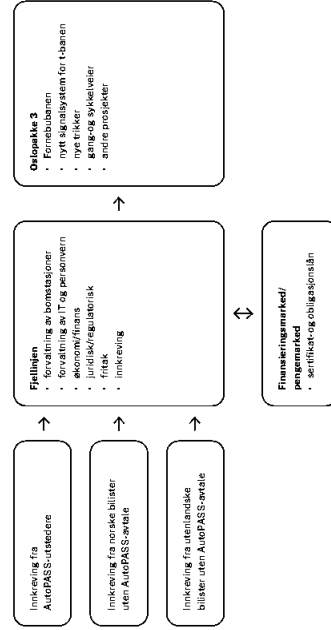 Innkreving fra
AutoPASS-utstedere
Innkreving fra norske bilister
uten AutoPASS-avtale
Innkreving fra utenlandske
bilister uten AutoPASS-avtale
Fjellinjen
• forvaltning av bomstasjoner
• forvaltning av IT og personvern
• økonomi/finans
• juridisk/regulatorisk
• fritak
• innkreving
Finansieringsmarked/
pengemarked
• sertifikat-og obligasjonslån
Oslopakke 3
• Fornebubanen
• nytt signalsystem for t-banen
• nye trikker
• gang-og sykkelveier
• andre prosjekter